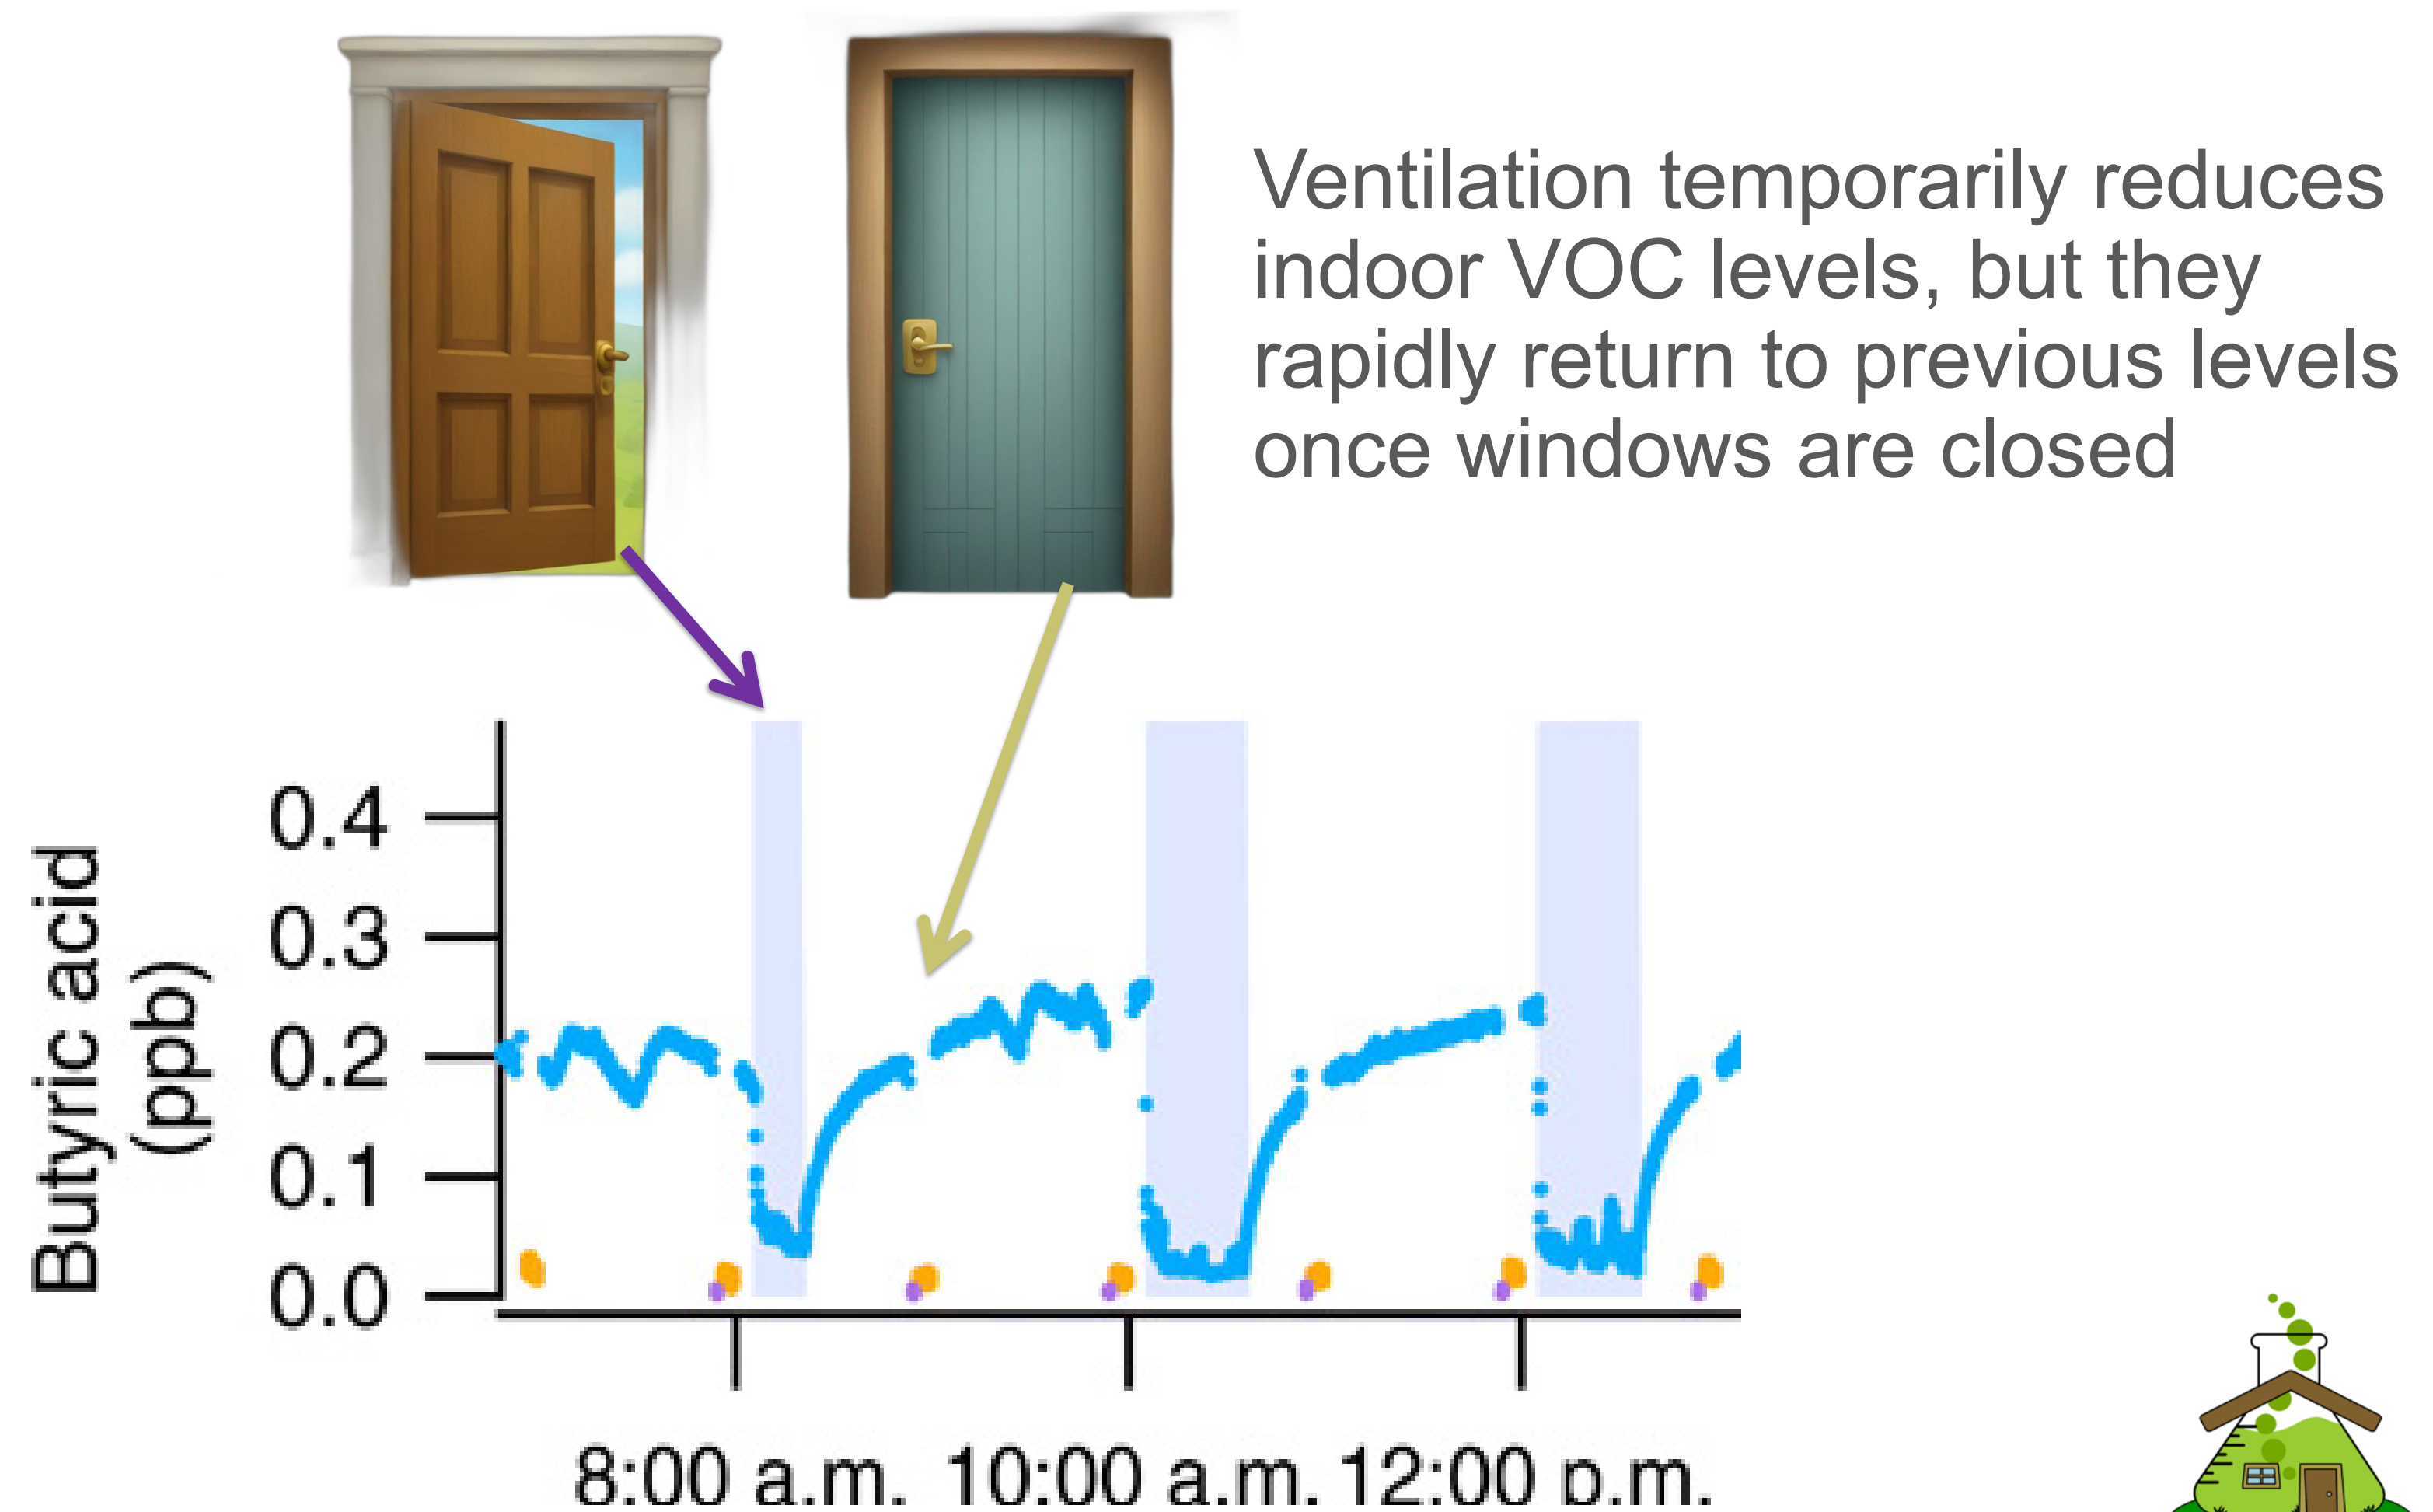 Ventilation temporarily reduces
indoor VOC levels, but they
rapidly return to previous levels
once windows are closed
Butyric acid
(ppb)
0.4
0.3
0.2
0.1
0.0
8:00 a.m. 10:00 a.m. 12:00 p.m.